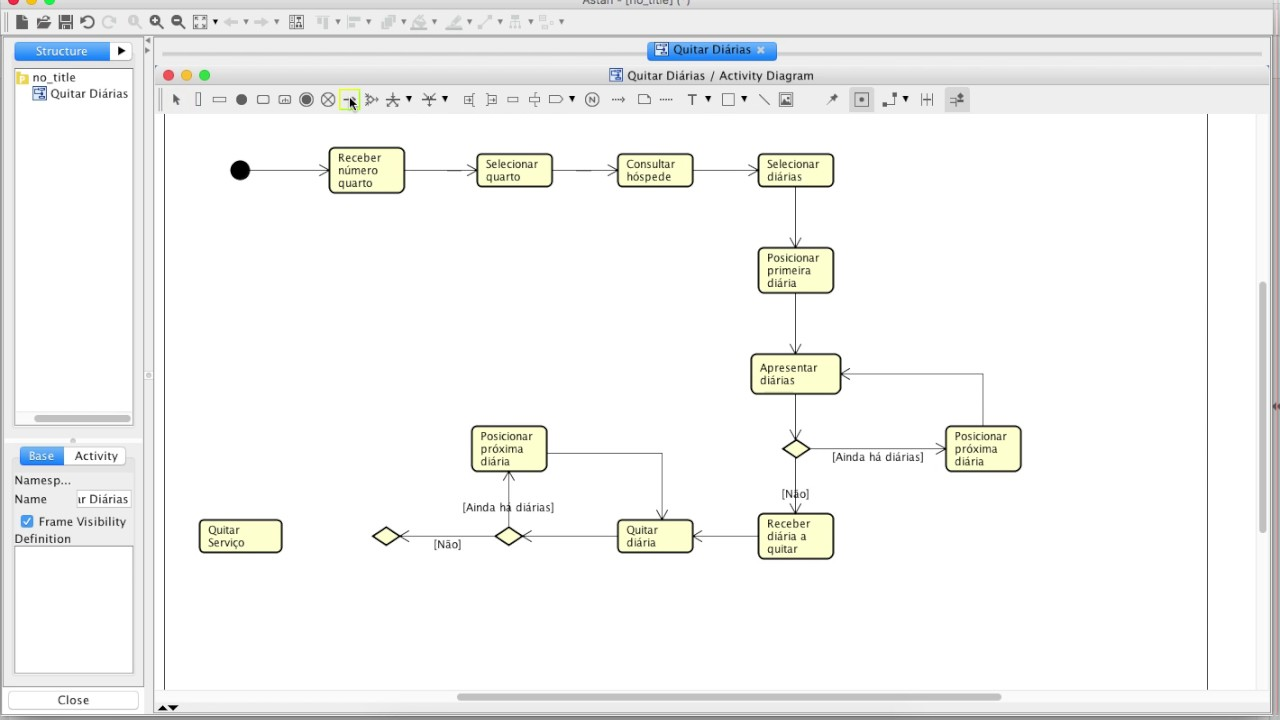 Astah - [no_title] (*)
Structure
Quitar Diárias
no_title
Quitar Diárias
Quitar Diárias / Activity Diagram
T
N
Receber
número
quarto
Selecionar
quarto
Consultar
hóspede
Selecionar
diárias
Posicionar
primeira
diária
Apresentar
diárias
Posicionar
próxima
diária
[Ainda há diárias]
Posicionar
próxima
diária
[Ainda há diárias]
[Não]
Receber
diária a
quitar
Quitar
diária
[Não]
Quitar
Serviço
Base
Activity
Namesp...
Name
ır Diárias
Frame Visibility
Definition
Close